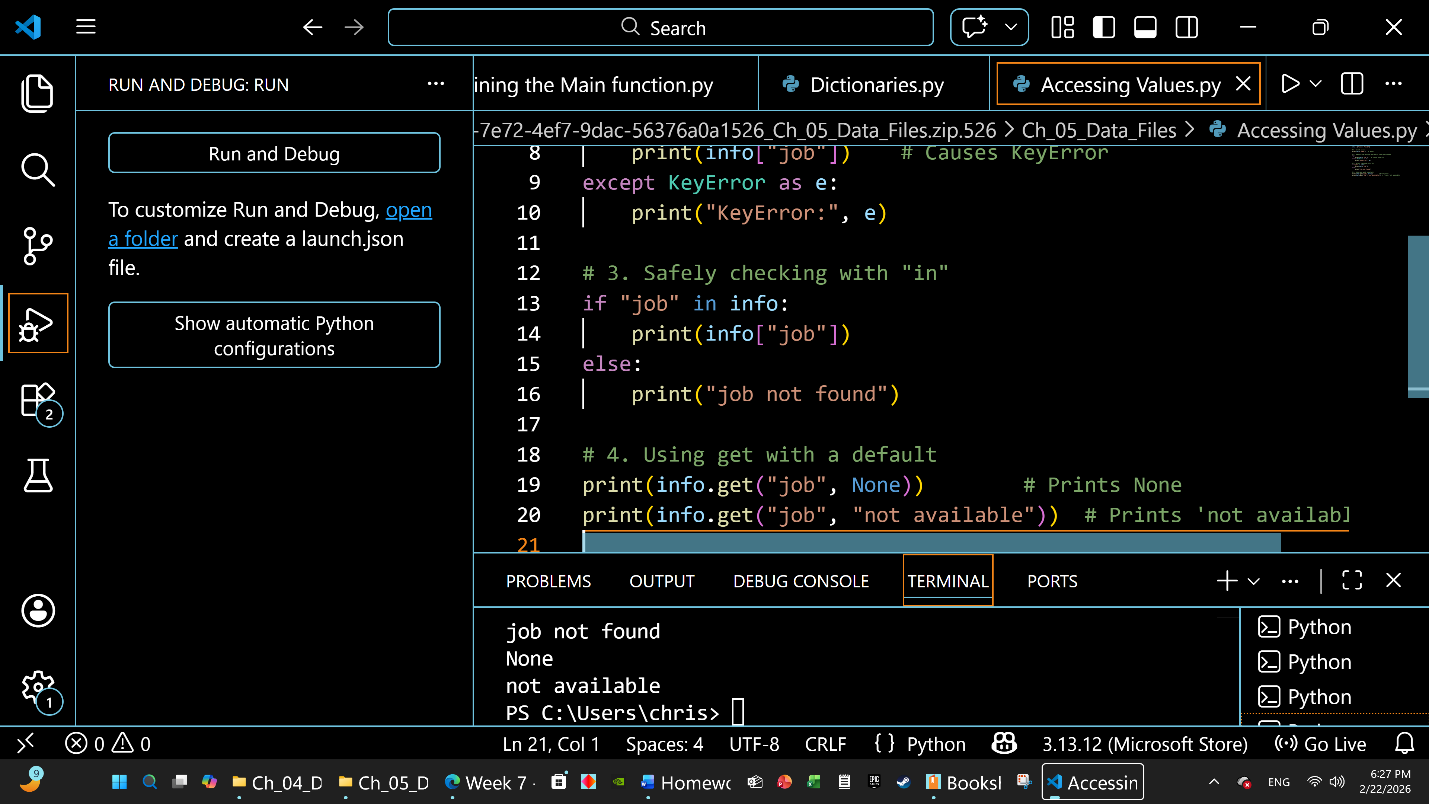 Search
RUN AND DEBUG: RUN
Run and Debug
To customize Run and Debug, open
a folder and create a launch.json
file.
Show automatic Python
configurations
2
1
ining the Main function.py
Dictionaries.py
Accessing Values.py
-7e72-4ef7-9dac-56376a0a1526_Ch_05_Data_Files.zip.526 > Ch_05_Data_Files > Accessing Values.py >
8 print(info["job"]) # Causes KeyError
9 except KeyError as e:
10 print("KeyError:", e)
11
12 # 3. Safely checking with "in"
13 if "job" in info:
14 print(info["job"])
15 else:
16 print("job not found")
17
18 # 4. Using get with a default
19 print(info.get("job", None)) # Prints None
20 print(info.get("job", "not available")) # Prints 'not availabl
21
PROBLEMS OUTPUT DEBUG CONSOLE TERMINAL PORTS
job not found
None
not available
PS C:\Users\chris>
Python
Python
Python
0 0 Ln 21, Col 1 Spaces: 4 UTF-8 CRLF {} Python 3.13.12 (Microsoft Store) Go Live
9 Ch_04_D Ch_05_D Week 7 · Homewo Booksl Accessin ENG 6:27 PM
2/22/2026